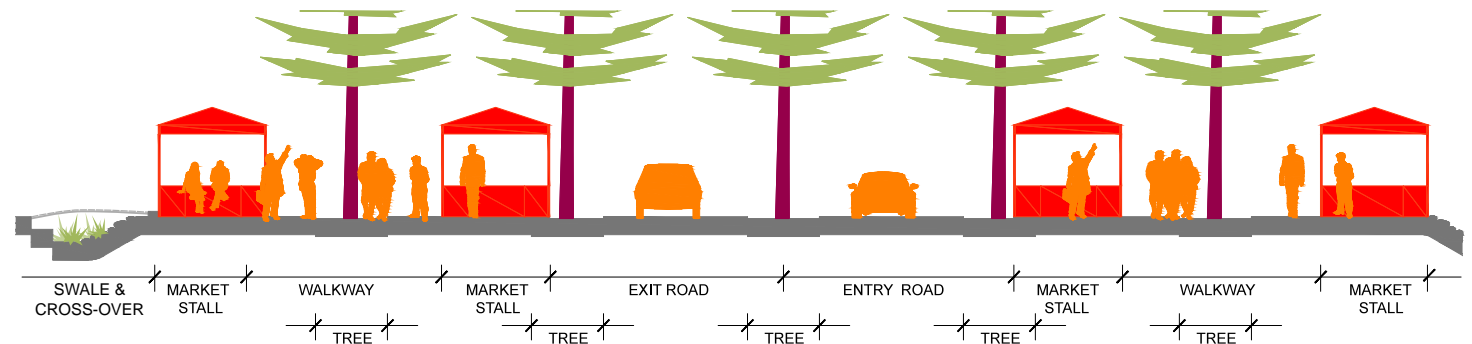 SWALE &
CROSS-OVER
MARKET
STALL
WALKWAY
MARKET
STALL
EXIT ROAD
ENTRY ROAD
MARKET
STALL
WALKWAY
MARKET
STALL
TREE
TREE
TREE
TREE
TREE